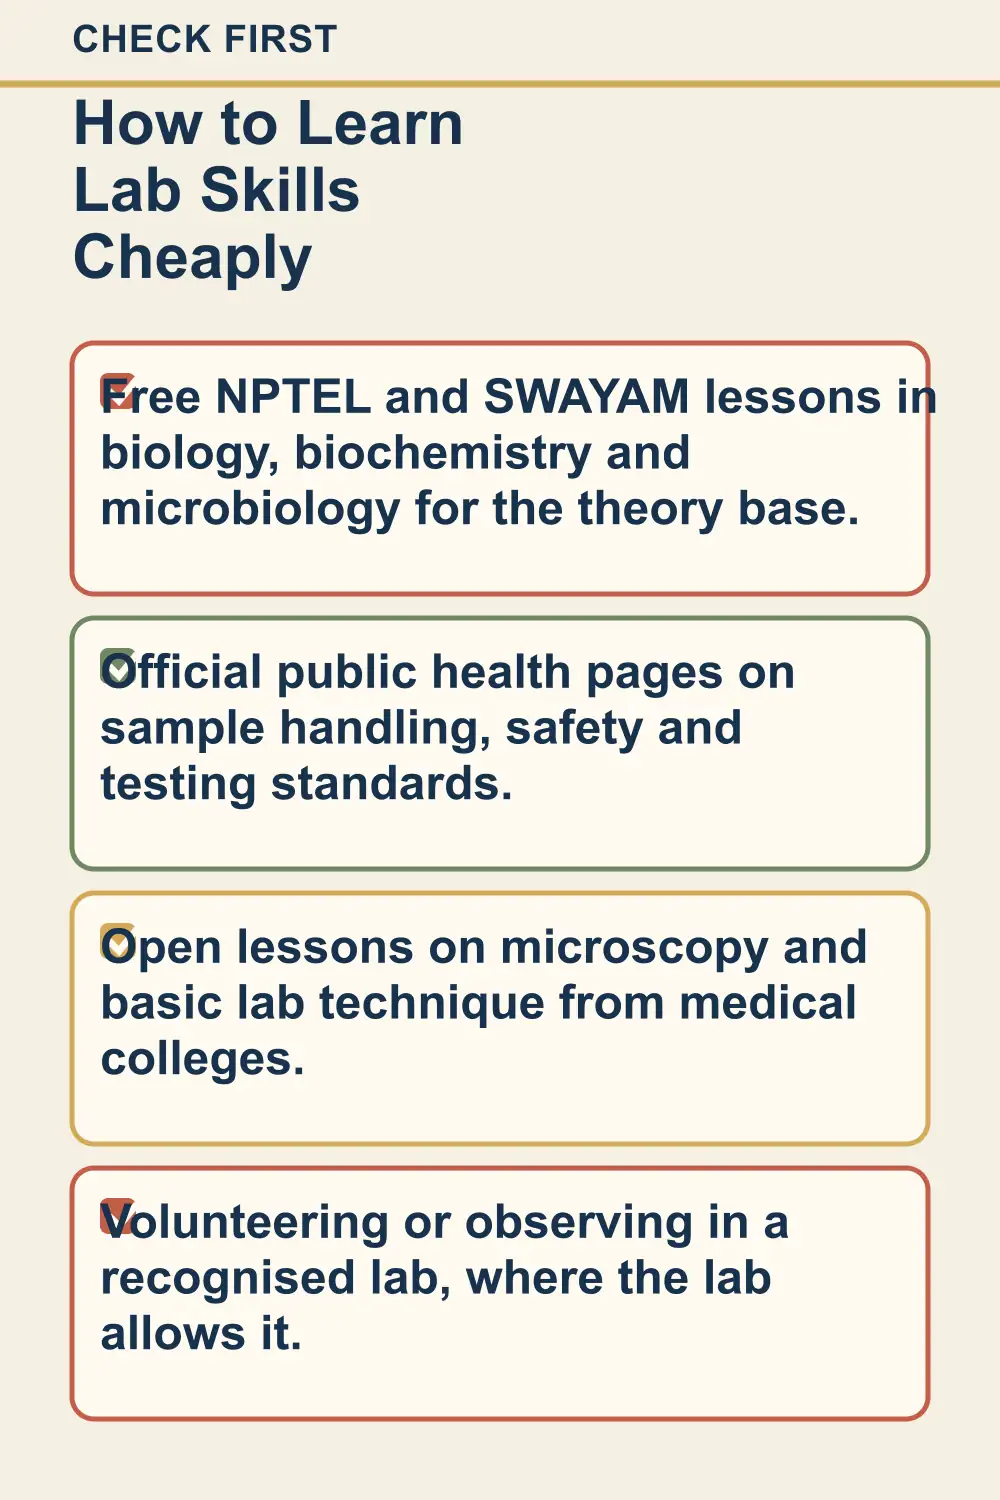 CHECK FIRST
How to Learn
Lab Skills
Cheaply
Free NPTEL and SWAYAM lessons in
biology, biochemistry and
microbiology for the theory base.
Official public health pages on
sample handling, safety and
testing standards.
Open lessons on microscopy and
basic lab technique from medical
colleges.
Volunteering or observing in a
recognised lab, where the lab
allows it.